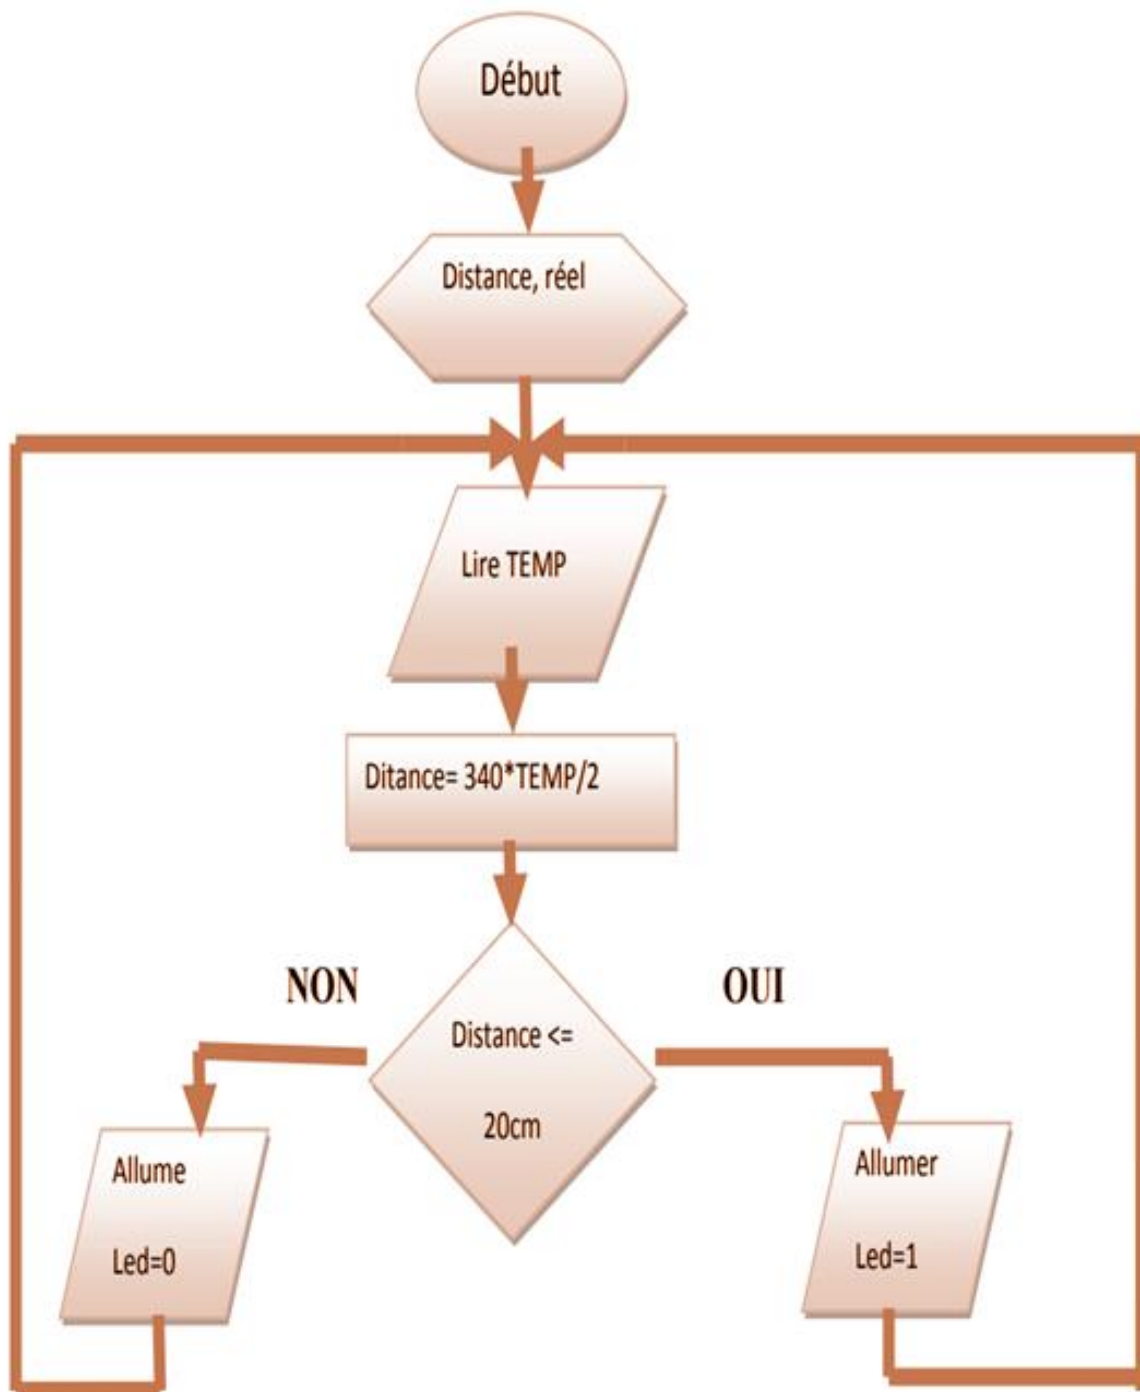 Début
Distance, réel
Lire TEMP
Ditance= 340*TEMP/2
NON
OUI
Distance <=
20cm
Allume
Led=0
Allumer
Led=1